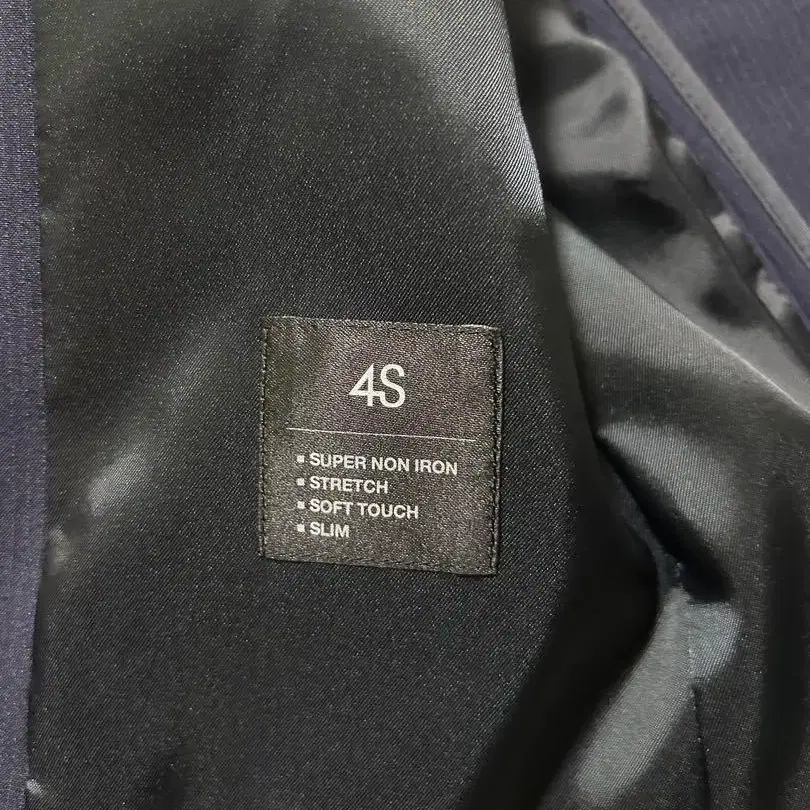 4S
▪ SUPER NON IRON
▪ STRETCH
▪ SOFT TOUCH
▪ SLIM